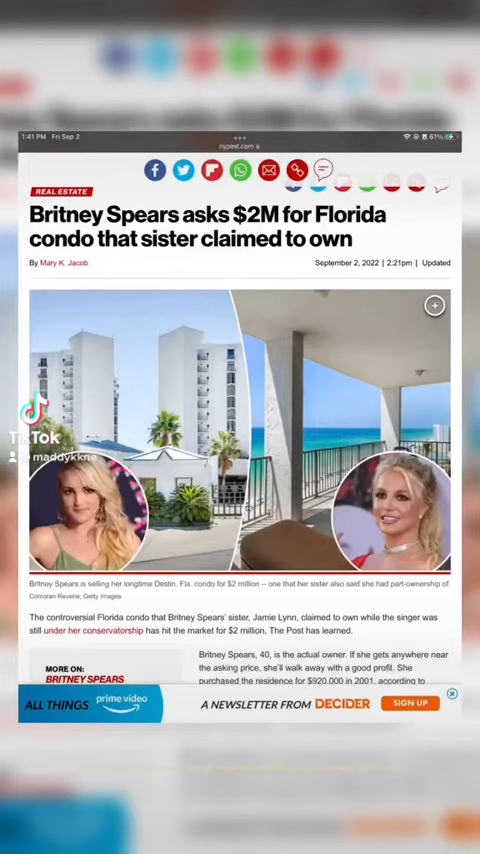 1:41 PM Fri Sep 2
nypost.com
61%
REAL ESTATE
Britney Spears asks $2M for Florida
condo that sister claimed to own
By Mary K. Jacob
September 2, 2022 | 2:21pm | Updated
TikTok
@maddykkne
Britney Spears is selling her longtime Destin, Fla. condo for $2 million -- one that her sister also said she had part-ownership of.
Corcoran Reverie; Getty Images
The controversial Florida condo that Britney Spears' sister, Jamie Lynn, claimed to own while the singer was
still under her conservatorship has hit the market for $2 million, The Post has learned.
MORE ON:
BRITNEY SPEARS
Britney Spears, 40, is the actual owner. If she gets anywhere near
the asking price, she'll walk away with a good profit. She
purchased the residence for $920,000 in 2001, according to
ALL THINGS prime video
A NEWSLETTER FROM DECIDER
SIGN UP